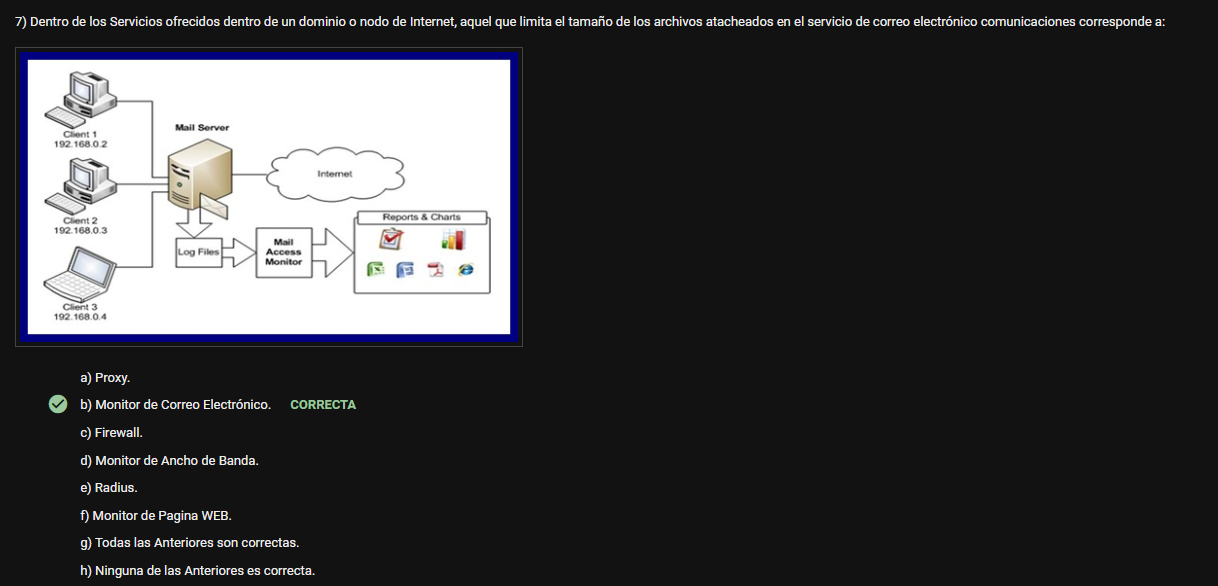 7) Dentro de los Servicios ofrecidos dentro de un dominio o nodo de Internet, aquel que limita el tamaño de los archivos atacheados en el servicio de correo electrónico comunicaciones corresponde a:
Client 1
192.168.0.2
Mail Server
Internet
Client 2
192.168.0.3
Reports & Charts
Log Files
Mail
Access
Monitor
Client 3
192.168.0.4
a) Proxy.
b) Monitor de Correo Electrónico. CORRECTA
c) Firewall.
d) Monitor de Ancho de Banda.
e) Radius.
f) Monitor de Pagina WEB.
g) Todas las Anteriores son correctas.
h) Ninguna de las Anteriores es correcta.